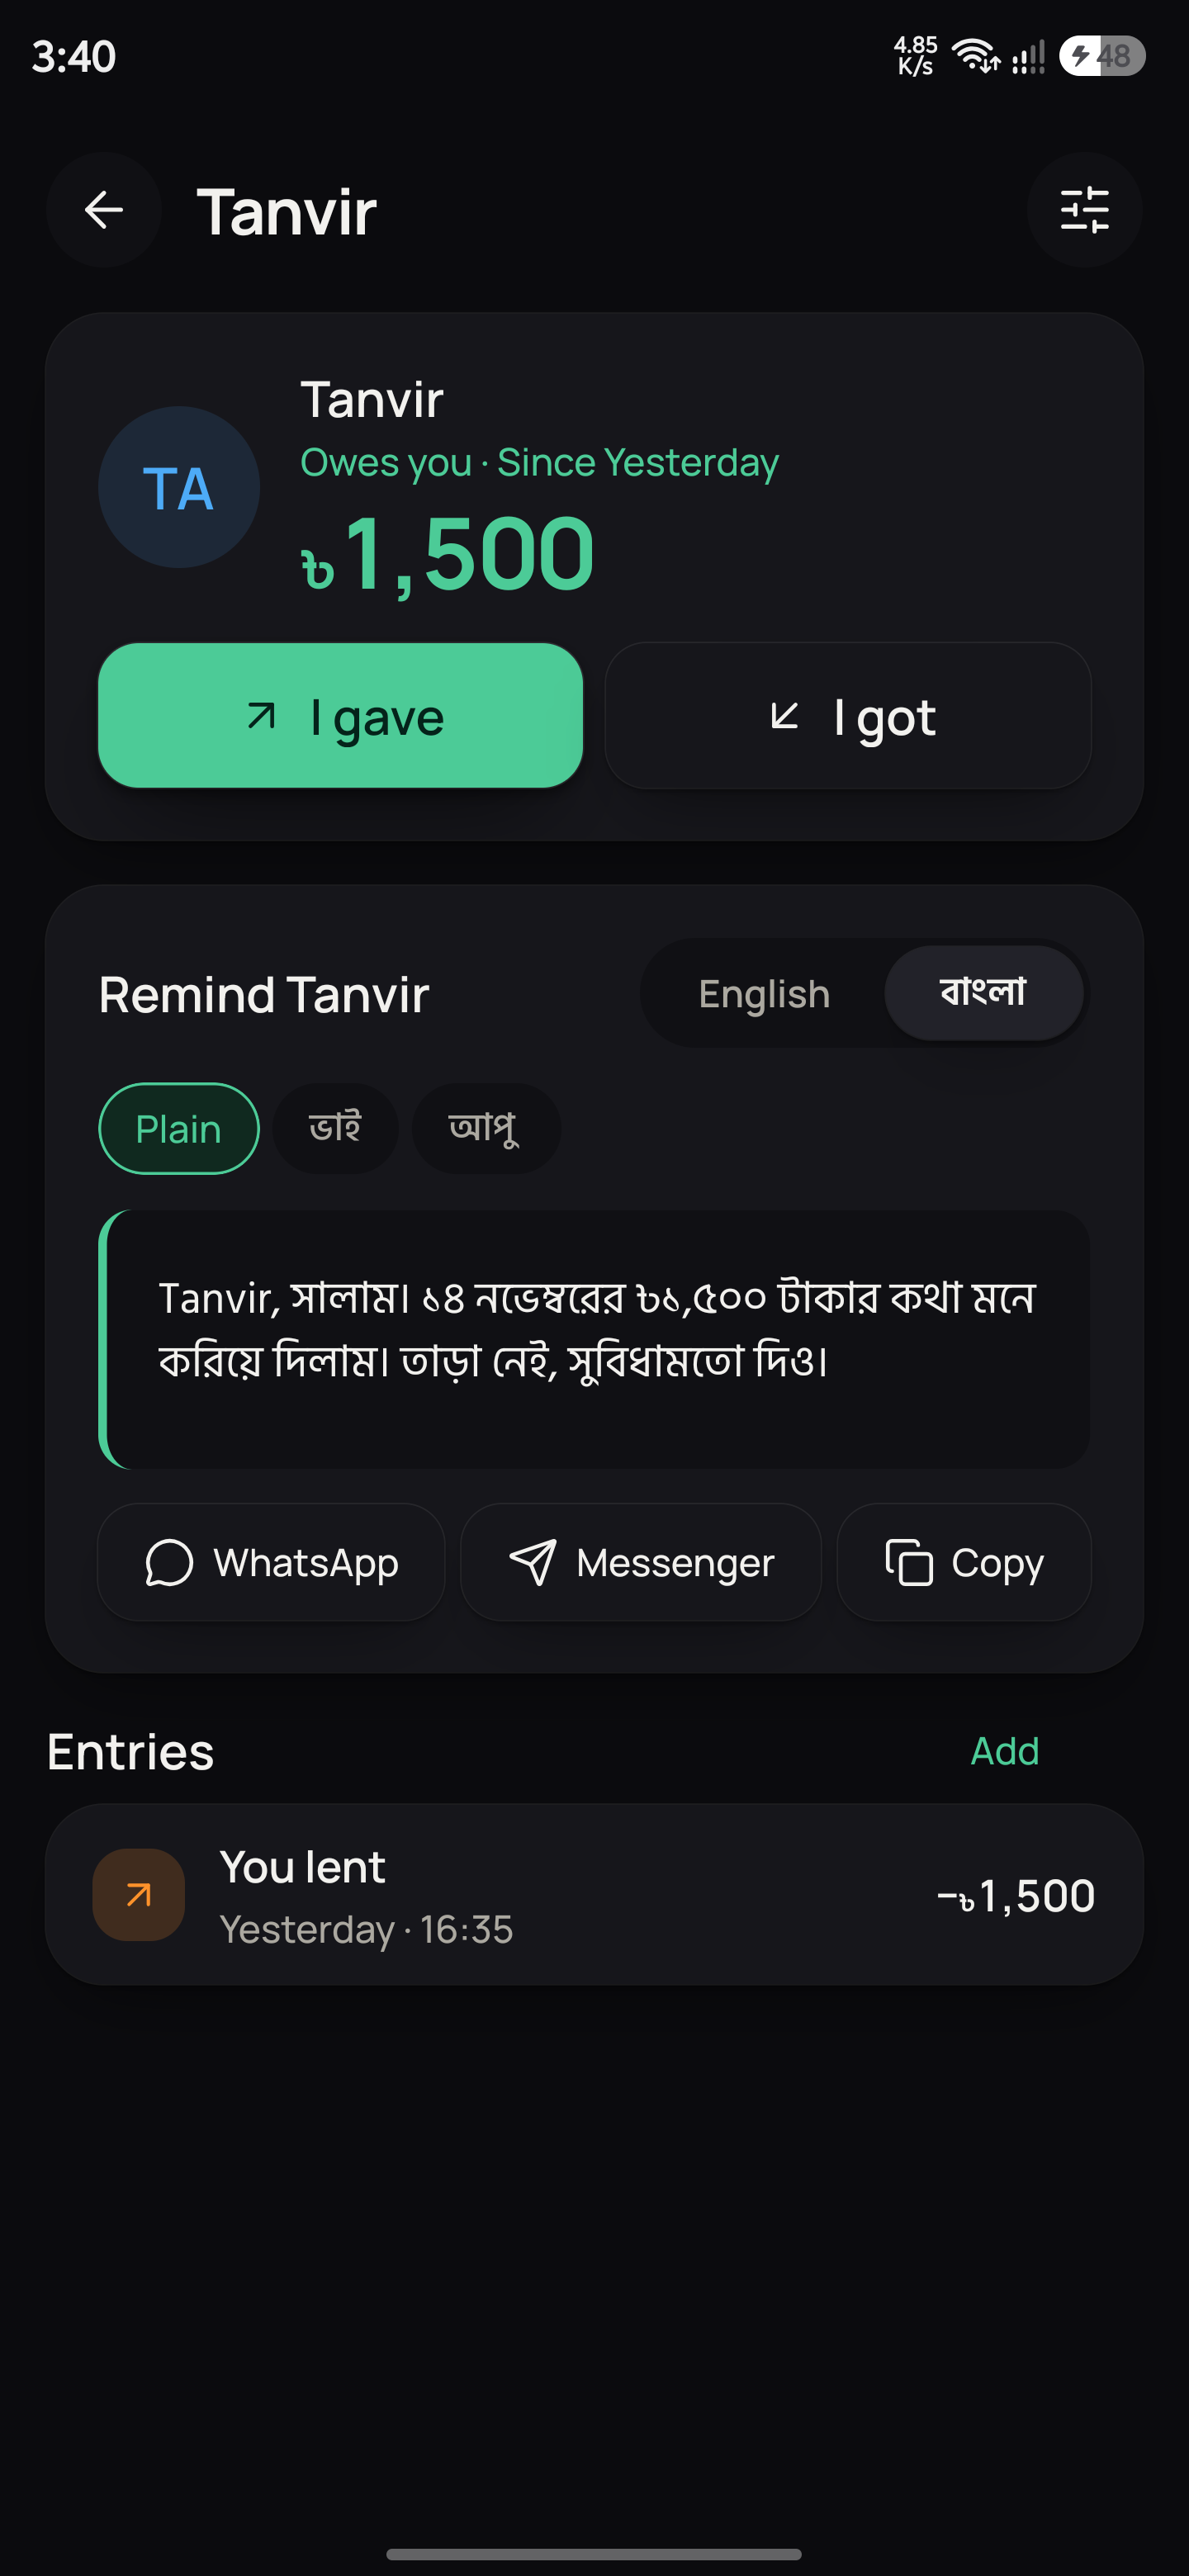 3:40
4.85
K/s
48
Tanvir
TA
Tanvir
Owes you · Since Yesterday
৳1,500
I gave
I got
Remind Tanvir
English
বাংলা
Plain
ভাই
আপু
Tanvir, সালাম। ১৪ নভেম্বরের ৳১,৫০০ টাকার কথা মনে
করিয়ে দিলাম। তাড়া নেই, সুবিধামতো দিও।
WhatsApp
Messenger
Copy
Entries
Add
You lent
Yesterday · 16:35
−৳1,500